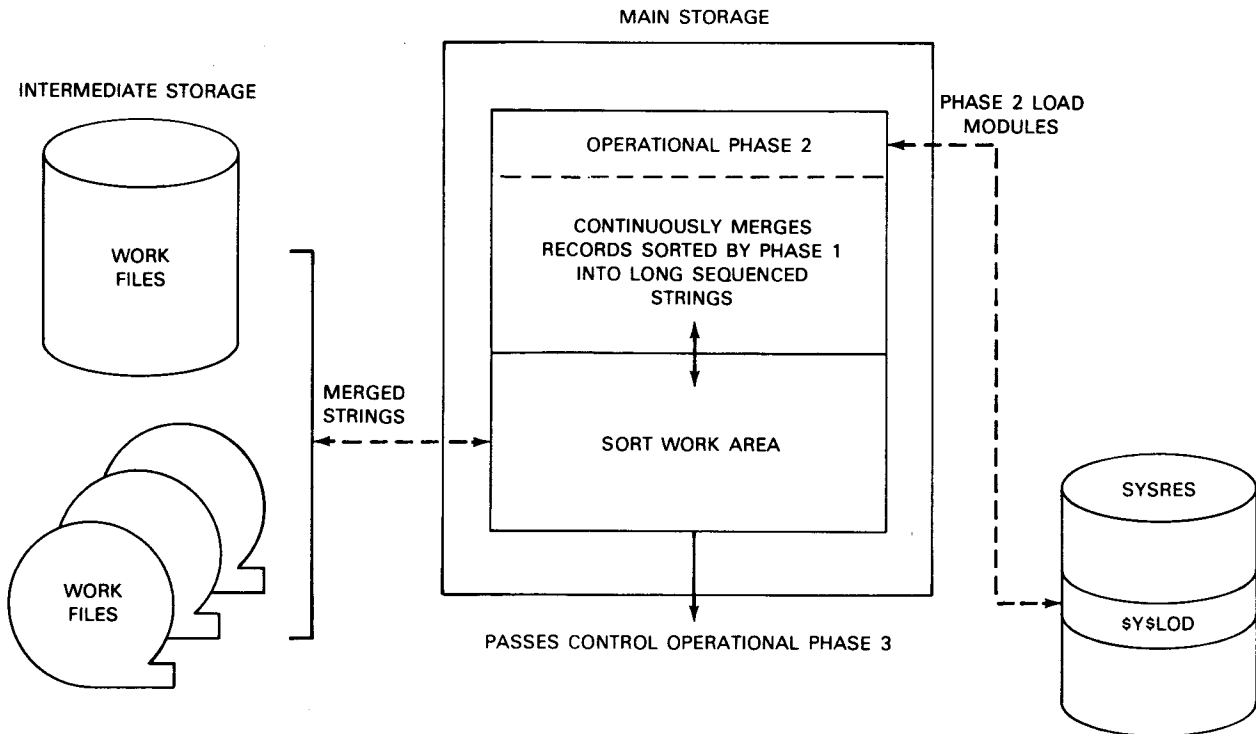 MAIN STORAGE
INTERMEDIATE STORAGE
WORK
FILES
WORK
FILES
MERGED
STRINGS
OPERATIONAL PHASE 2
CONTINUOUSLY MERGES
RECORDS SORTED BY PHASE 1
INTO LONG SEQUENCED
STRINGS
SORT WORK AREA
PASSES CONTROL OPERATIONAL PHASE 3
PHASE 2 LOAD
MODULES
SYSRES
$Y$LOD